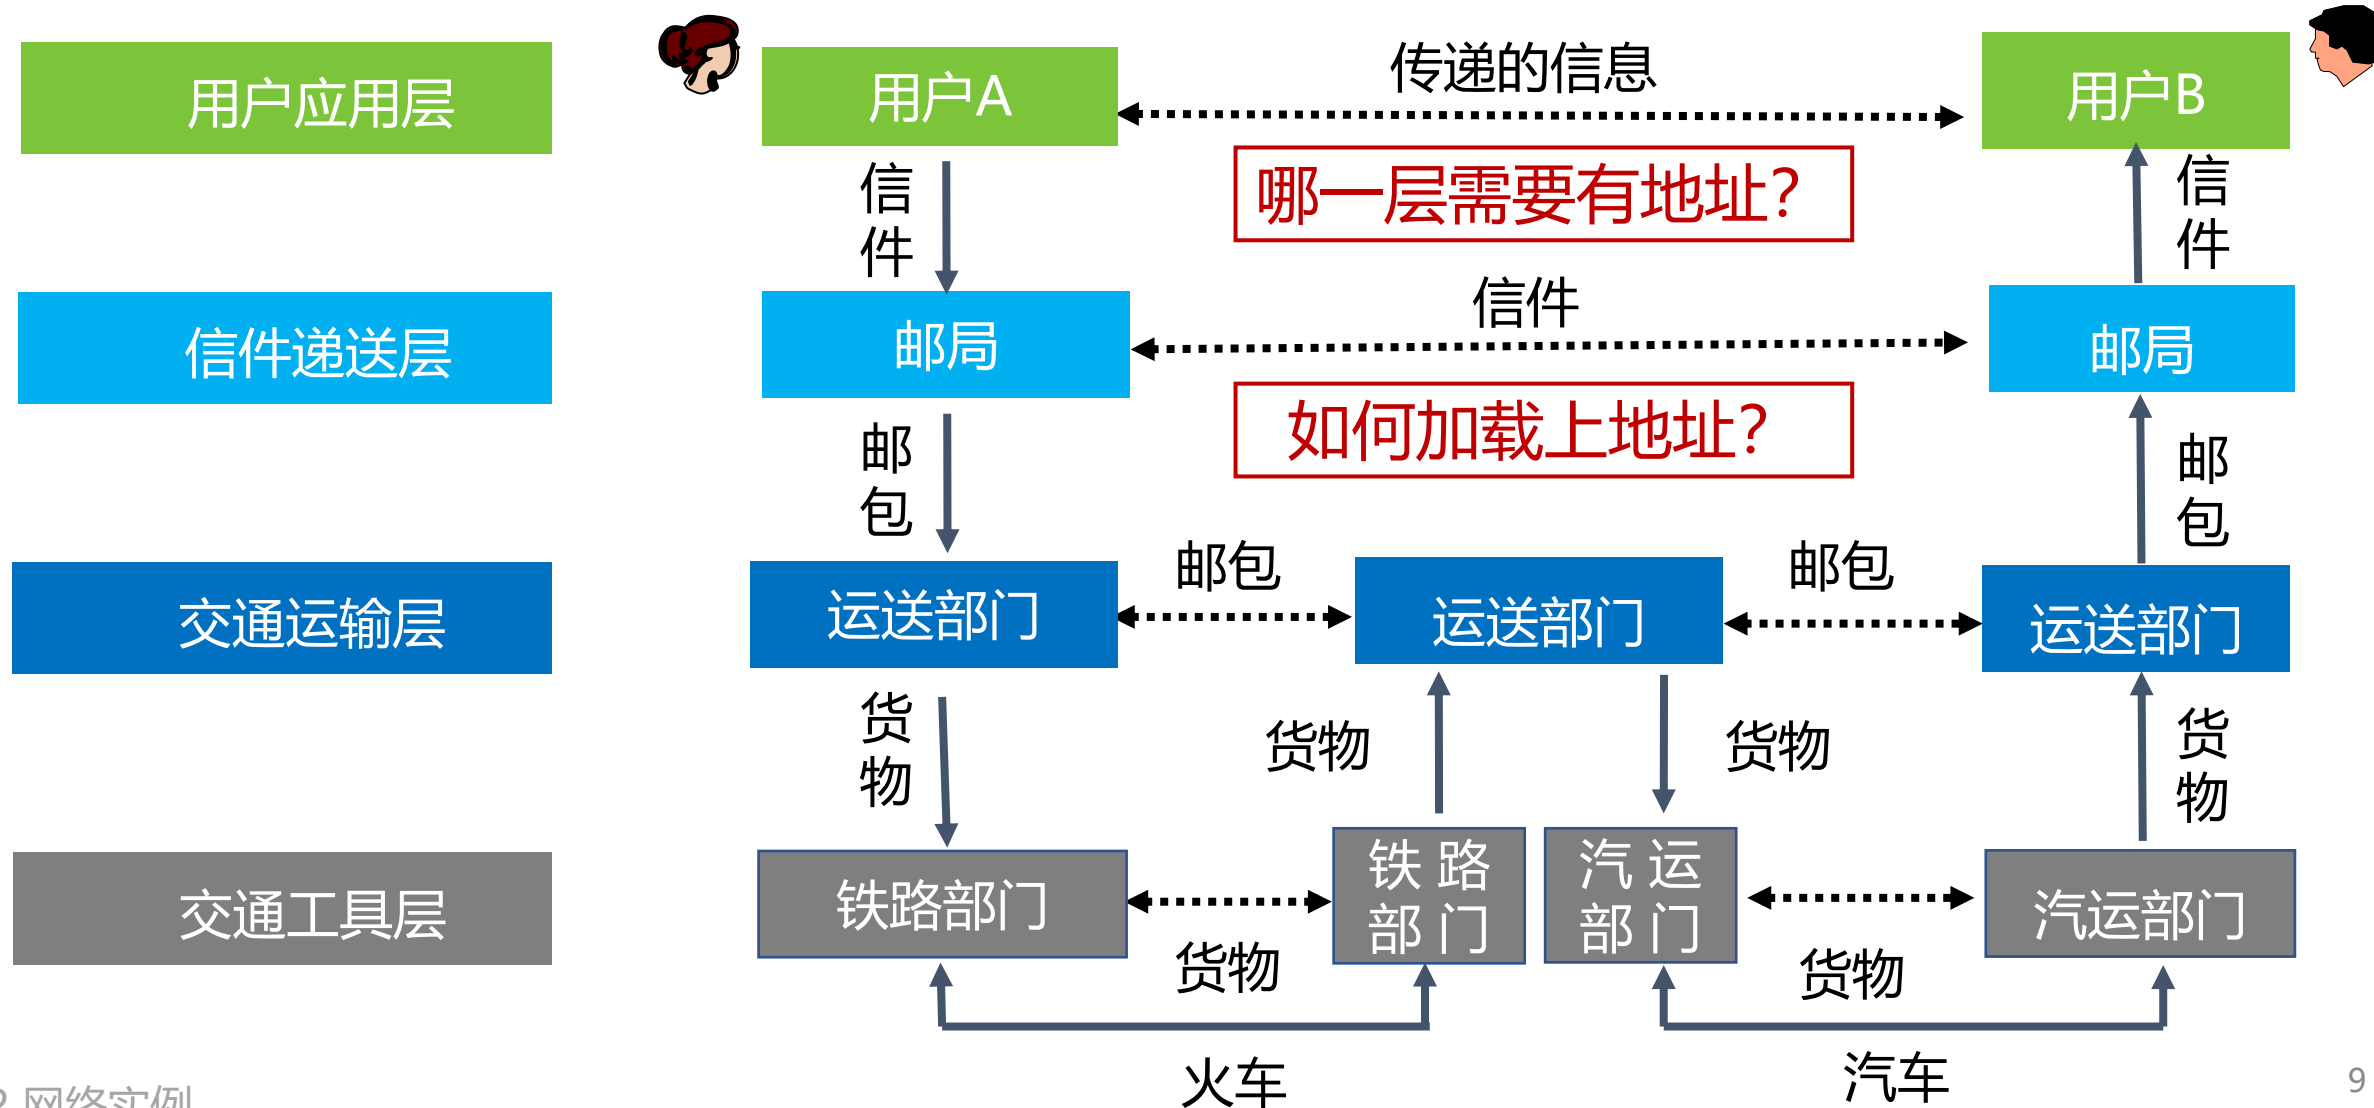 用户应用层
用户A
传递的信息
用户B
信件
哪一层需要有地址？
信件
信件递送层
邮局
信件
邮局
如何加载上地址？
邮包
邮包
交通运输层
运送部门
邮包
运送部门
邮包
运送部门
货物
货物
货物
货物
交通工具层
铁路部门
货物
铁 路
部 门
汽 运
部 门
货物
汽运部门
火车
汽车
2 网络实例
9